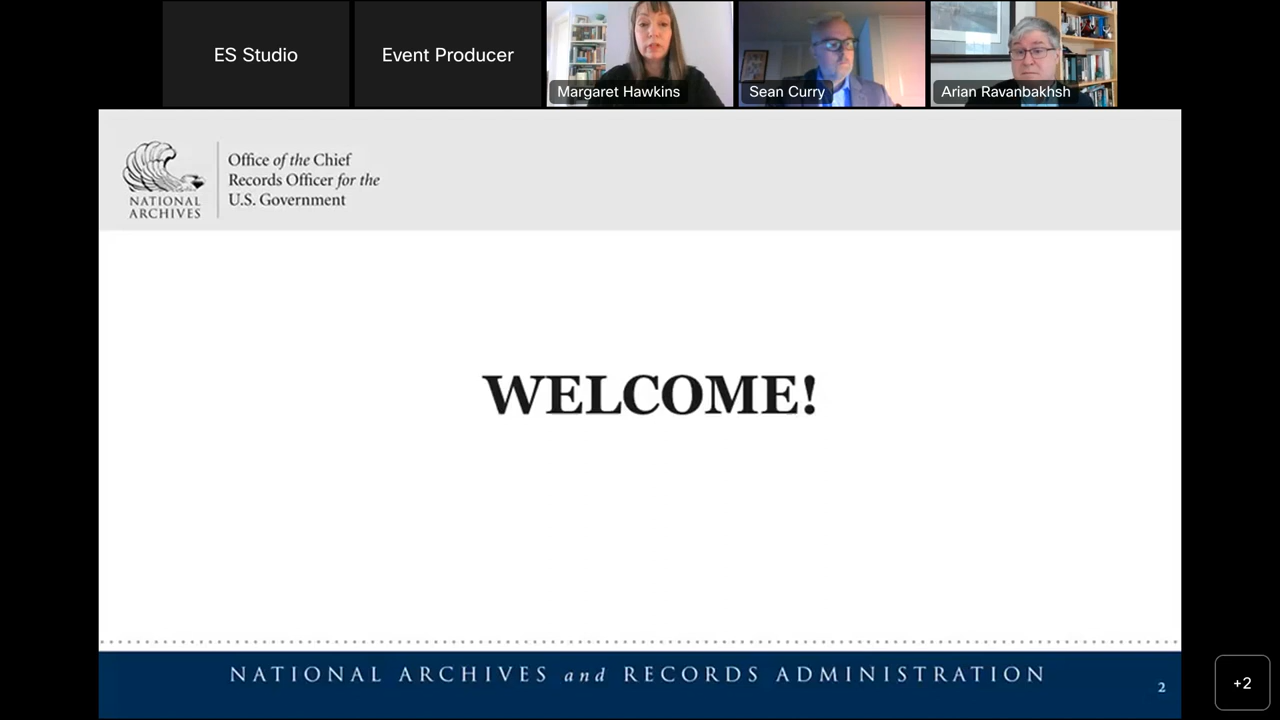 ES Studio
Event Producer
Margaret Hawkins
Sean Curry
Arian Ravanbakhsh
NATIONAL
ARCHIVES
Office of the Chief
Records Officer for the
U.S. Government
WELCOME!
NATIONAL ARCHIVES and RECORDS ADMINISTRATION
2
+2